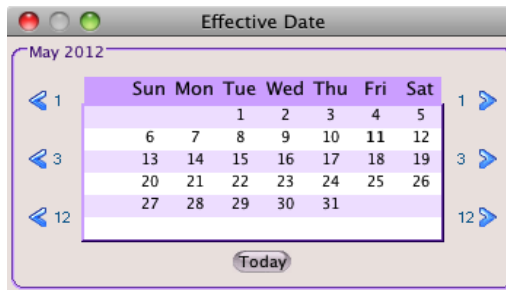 Effective Date
May 2012
Sun Mon Tue Wed Thu Fri Sat
1 1 2 3 4 5 1
6 7 8 9 10 11 12
3 13 14 15 16 17 18 19 3
20 21 22 23 24 25 26
12 27 28 29 30 31 12
Today